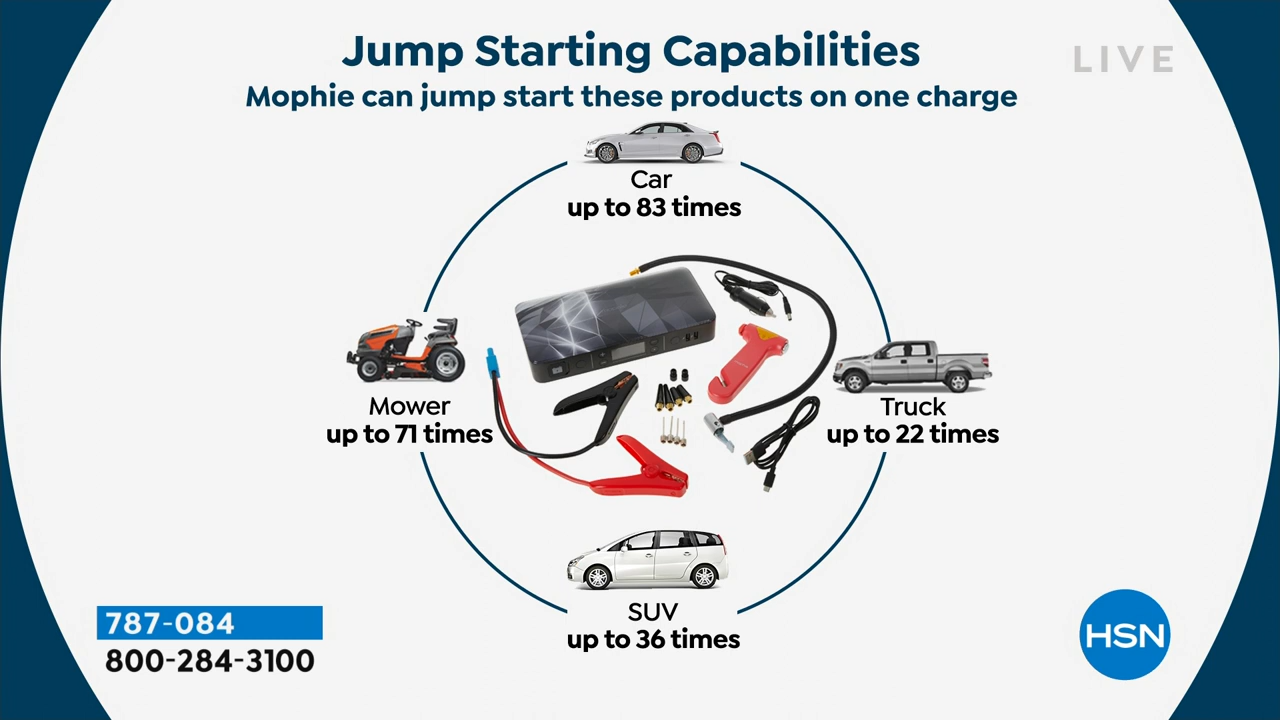 Jump Starting Capabilities
LIVE
Mophie can jump start these products on one charge
Car
up to 83 times
Mower
up to 71 times
Truck
up to 22 times
SUV
up to 36 times
787-084
800-284-3100
HSN